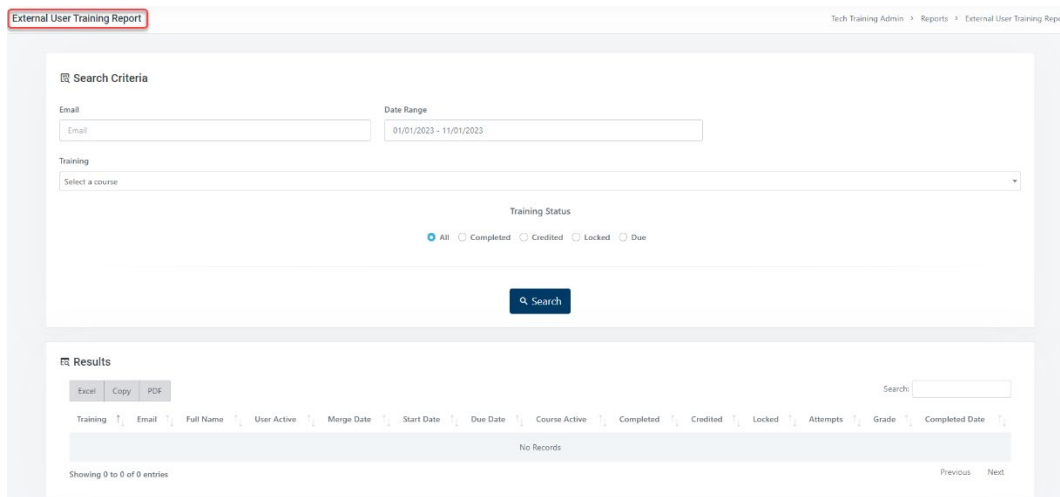 External User Training Report
Tech Training Admin > Reports > External User Training Repo
Search Criteria
Email Date Range
Email 01/01/2023 - 11/01/2023
Training
Select a course
Training Status
All Completed Credited Locked Due
Search
Results
Excel Copy PDF Search:
Training Email Full Name User Active Merge Date Start Date Due Date Course Active Completed Credited Locked Attempts Grade Completed Date
No Records
Showing 0 to 0 of 0 entries Previous Next